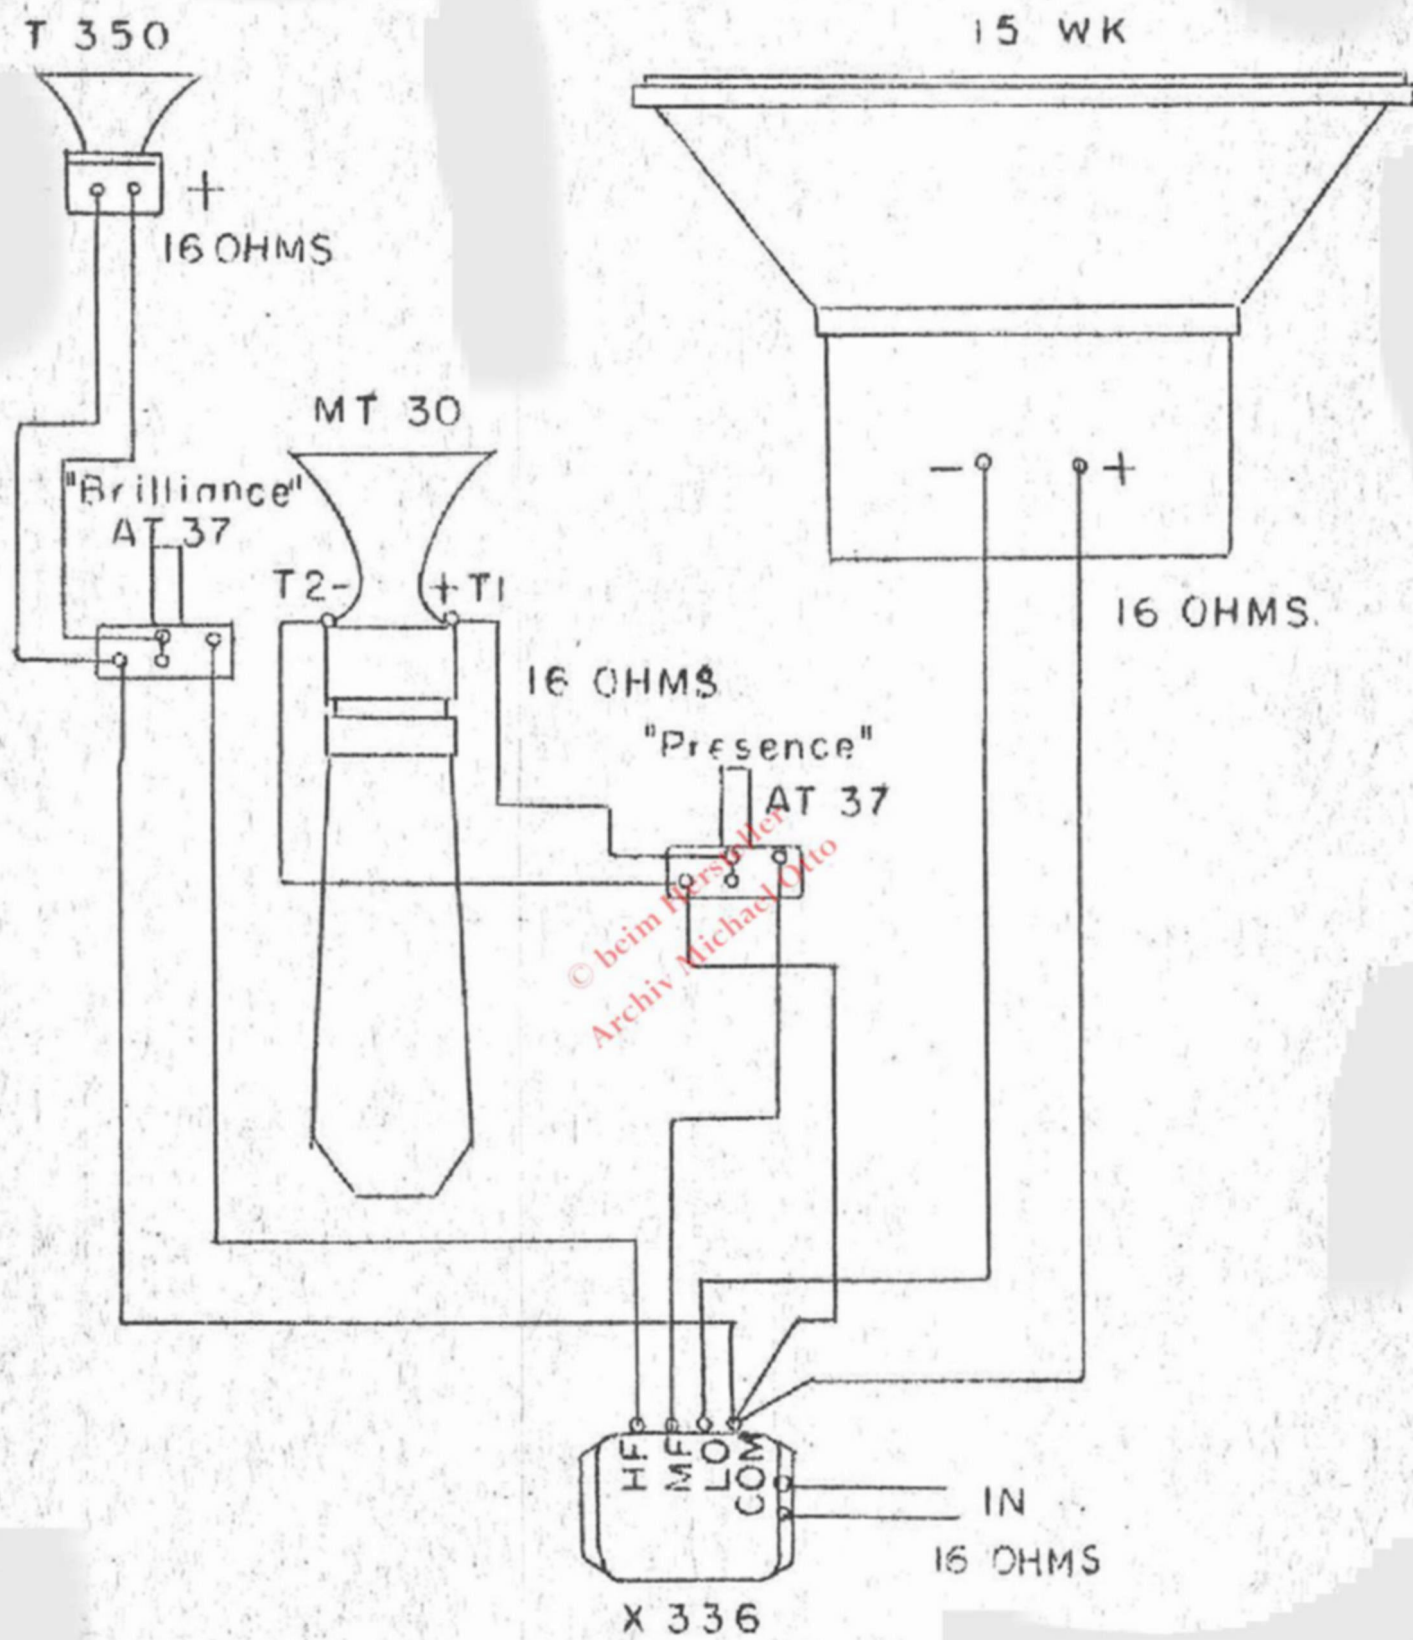 T 350
15 WK
+
16 OHMS
MT 30
"Brilliance"
AT 37
T2-
+ T1
- +
16 OHMS.
16 OHMS
"Presence"
AT 37
© beim Hersteller
Archiv Michael Otto
HF
MF
LO
COM
IN
16 OHMS
X 336